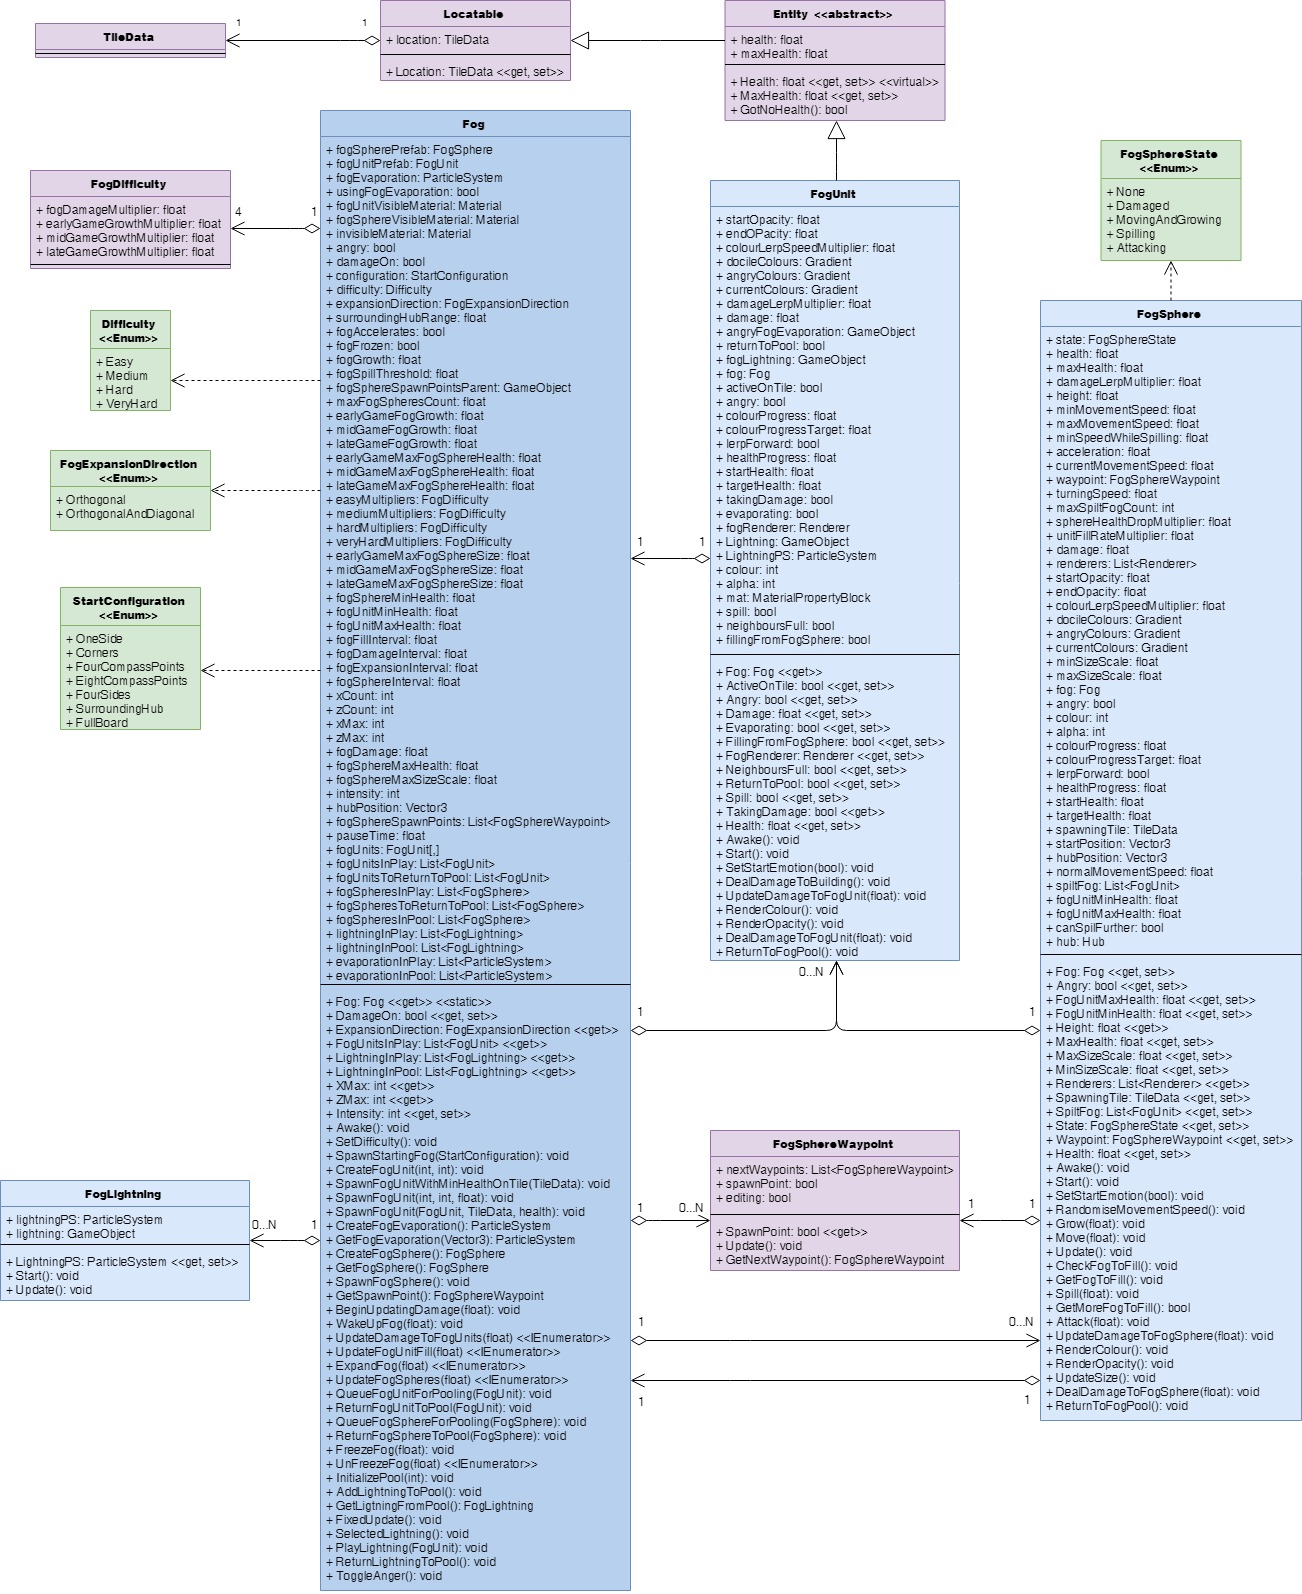 TileData
1
1
Locatable
+ location: TileData
+ Location: TileData <<get, set>>
Entity <<abstract>>
+ health: float
+ maxHealth: float
+ Health: float <<get, set>> <<virtual>>
+ MaxHealth: float <<get, set>>
+ GotNoHealth(): bool
FogDifficulty
+ fogDamageMultiplier: float
+ earlyGameGrowthMultiplier: float
+ midGameGrowthMultiplier: float
+ lateGameGrowthMultiplier: float
4
1
Difficulty
<<Enum>>
+ Easy
+ Medium
+ Hard
+ VeryHard
FogExpansionDirection
<<Enum>>
+ Orthogonal
+ OrthogonalAndDiagonal
StartConfiguration
<<Enum>>
+ OneSide
+ Corners
+ FourCompassPoints
+ EightCompassPoints
+ FourSides
+ SurroundingHub
+ FullBoard
FogLightning
+ lightningPS: ParticleSystem
+ lightning: GameObject
+ LightningPS: ParticleSystem <<get, set>>
+ Start(): void
+ Update(): void
0...N
1
Fog
+ fogSpherePrefab: FogSphere
+ fogUnitPrefab: FogUnit
+ fogEvaporation: ParticleSystem
+ usingFogEvaporation: bool
+ fogUnitVisibleMaterial: Material
+ fogSphereVisibleMaterial: Material
+ invisibleMaterial: Material
+ angry: bool
+ damageOn: bool
+ configuration: StartConfiguration
+ difficulty: Difficulty
+ expansionDirection: FogExpansionDirection
+ surroundingHubRange: float
+ fogAccelerates: bool
+ fogFrozen: bool
+ fogGrowth: float
+ fogSpillThreshold: float
+ fogSphereSpawnPointsParent: GameObject
+ maxFogSpheresCount: float
+ earlyGameFogGrowth: float
+ midGameFogGrowth: float
+ lateGameFogGrowth: float
+ earlyGameMaxFogSphereHealth: float
+ midGameMaxFogSphereHealth: float
+ lateGameMaxFogSphereHealth: float
+ easyMultipliers: FogDifficulty
+ mediumMultipliers: FogDifficulty
+ hardMultipliers: FogDifficulty
+ veryHardMultipliers: FogDifficulty
+ earlyGameMaxFogSphereSize: float
+ midGameMaxFogSphereSize: float
+ lateGameMaxFogSphereSize: float
+ fogSphereMinHealth: float
+ fogUnitMinHealth: float
+ fogUnitMaxHealth: float
+ fogFillInterval: float
+ fogDamageInterval: float
+ fogExpansionInterval: float
+ fogSphereInterval: float
+ xCount: int
+ zCount: int
+ xMax: int
+ zMax: int
+ fogDamage: float
+ fogSphereMaxHealth: float
+ fogSphereMaxSizeScale: float
+ intensity: int
+ hubPosition: Vector3
+ fogSphereSpawnPoints: List<FogSphereWaypoint>
+ pauseTime: float
+ fogUnits: FogUnit[,]
+ fogUnitsInPlay: List<FogUnit>
+ fogUnitsToReturnToPool: List<FogUnit>
+ fogSpheresInPlay: List<FogSphere>
+ fogSpheresToReturnToPool: List<FogSphere>
+ fogSpheresInPool: List<FogSphere>
+ lightningInPlay: List<FogLightning>
+ lightningInPool: List<FogLightning>
+ evaporationInPlay: List<ParticleSystem>
+ evaporationInPool: List<ParticleSystem>
+ Fog: Fog <<get>> <<static>>
+ DamageOn: bool <<get, set>>
+ ExpansionDirection: FogExpansionDirection <<get>>
+ FogUnitsInPlay: List<FogUnit> <<get>>
+ LightningInPlay: List<FogLightning> <<get>>
+ LightningInPool: List<FogLightning> <<get>>
+ XMax: int <<get>>
+ ZMax: int <<get>>
+ Intensity: int <<get, set>>
+ Awake(): void
+ SetDifficulty(): void
+ SpawnStartingFog(StartConfiguration): void
+ CreateFogUnit(int, int): void
+ SpawnFogUnitWithMinHealthOnTile(TileData): void
+ SpawnFogUnit(int, int, float): void
+ SpawnFogUnit(FogUnit, TileData, health): void
+ CreateFogEvaporation(): ParticleSystem
+ GetFogEvaporation(Vector3): ParticleSystem
+ CreateFogSphere(): FogSphere
+ GetFogSphere(): FogSphere
+ SpawnFogSphere(): void
+ GetSpawnPoint(): FogSphereWaypoint
+ BeginUpdatingDamage(float): void
+ WakeUpFog(float): void
+ UpdateDamageToFogUnits(float) <<IEnumerator>>
+ UpdateFogUnitFill(float) <<IEnumerator>>
+ ExpandFog(float) <<IEnumerator>>
+ UpdateFogSpheres(float) <<IEnumerator>>
+ QueueFogUnitForPooling(FogUnit): void
+ ReturnFogUnitToPool(FogUnit): void
+ QueueFogSphereForPooling(FogSphere): void
+ ReturnFogSphereToPool(FogSphere): void
+ FreezeFog(float): void
+ UnFreezeFog(float) <<IEnumerator>>
+ InitializePool(int): void
+ AddLightningToPool(): void
+ GetLigtningFromPool(): FogLightning
+ FixedUpdate(): void
+ SelectedLightning(): void
+ PlayLightning(FogUnit): void
+ ReturnLightningToPool(): void
+ ToggleAnger(): void
1
1
FogUnit
+ startOpacity: float
+ endOPacity: float
+ colourLerpSpeedMultiplier: float
+ docileColours: Gradient
+ angryColours: Gradient
+ currentColours: Gradient
+ damageLerpMultiplier: float
+ damage: float
+ angryFogEvaporation: GameObject
+ returnToPool: bool
+ fogLightning: GameObject
+ fog: Fog
+ activeOnTile: bool
+ angry: bool
+ colourProgress: float
+ colourProgressTarget: float
+ lerpForward: bool
+ healthProgress: float
+ startHealth: float
+ targetHealth: float
+ takingDamage: bool
+ evaporating: bool
+ fogRenderer: Renderer
+ Lightning: GameObject
+ LightningPS: ParticleSystem
+ colour: int
+ alpha: int
+ mat: MaterialPropertyBlock
+ spill: bool
+ neighboursFull: bool
+ fillingFromFogSphere: bool
+ Fog: Fog <<get>>
+ ActiveOnTile: bool <<get, set>>
+ Angry: bool <<get, set>>
+ Damage: float <<get, set>>
+ Evaporating: bool <<get, set>>
+ FillingFromFogSphere: bool <<get, set>>
+ FogRenderer: Renderer <<get, set>>
+ NeighboursFull: bool <<get, set>>
+ ReturnToPool: bool <<get, set>>
+ Spill: bool <<get, set>>
+ TakingDamage: bool <<get>>
+ Health: float <<get, set>>
+ Awake(): void
+ Start(): void
+ SetStartEmotion(bool): void
+ DealDamageToBuilding(): void
+ UpdateDamageToFogUnit(float): void
+ RenderColour(): void
+ RenderOpacity(): void
+ DealDamageToFogUnit(float): void
+ ReturnToFogPool(): void
0...N
1
1
FogSphereWaypoint
+ nextWaypoints: List<FogSphereWaypoint>
+ spawnPoint: bool
+ editing: bool
+ SpawnPoint: bool <<get>>
+ Update(): void
+ GetNextWaypoint(): FogSphereWaypoint
1
0...N
1
1
1
0...N
1
1
FogSphereState
<<Enum>>
+ None
+ Damaged
+ MovingAndGrowing
+ Spilling
+ Attacking
FogSphere
+ state: FogSphereState
+ health: float
+ maxHealth: float
+ damageLerpMultiplier: float
+ height: float
+ minMovementSpeed: float
+ maxMovementSpeed: float
+ minSpeedWhileSpilling: float
+ acceleration: float
+ currentMovementSpeed: float
+ waypoint: FogSphereWaypoint
+ turningSpeed: float
+ maxSpiltFogCount: int
+ sphereHealthDropMultiplier: float
+ unitFillRateMultiplier: float
+ damage: float
+ renderers: List<Renderer>
+ startOpacity: float
+ endOpacity: float
+ colourLerpSpeedMultiplier: float
+ docileColours: Gradient
+ angryColours: Gradient
+ currentColours: Gradient
+ minSizeScale: float
+ maxSizeScale: float
+ fog: Fog
+ angry: bool
+ colour: int
+ alpha: int
+ colourProgress: float
+ colourProgressTarget: float
+ lerpForward: bool
+ healthProgress: float
+ startHealth: float
+ targetHealth: float
+ spawningTile: TileData
+ startPosition: Vector3
+ hubPosition: Vector3
+ normalMovementSpeed: float
+ spiltFog: List<FogUnit>
+ fogUnitMinHealth: float
+ fogUnitMaxHealth: float
+ canSpillFurther: bool
+ hub: Hub
+ Fog: Fog <<get, set>>
+ Angry: bool <<get, set>>
+ FogUnitMaxHealth: float <<get, set>>
+ FogUnitMinHealth: float <<get, set>>
+ Height: float <<get>>
+ MaxHealth: float <<get, set>>
+ MaxSizeScale: float <<get, set>>
+ MinSizeScale: float <<get, set>>
+ Renderers: List<Renderer> <<get>>
+ SpawningTile: TileData <<get, set>>
+ SpiltFog: List<FogUnit> <<get, set>>
+ State: FogSphereState <<get, set>>
+ Waypoint: FogSphereWaypoint <<get, set>>
+ Health: float <<get, set>>
+ Awake(): void
+ Start(): void
+ SetStartEmotion(bool): void
+ RandomiseMovementSpeed(): void
+ Grow(float): void
+ Move(float): void
+ Update(): void
+ CheckFogToFill(): void
+ GetFogToFill(): void
+ Spill(float): void
+ GetMoreFogToFill(): bool
+ Attack(float): void
+ UpdateDamageToFogSphere(float): void
+ RenderColour(): void
+ RenderOpacity(): void
+ UpdateSize(): void
+ DealDamageToFogSphere(float): void
+ ReturnToFogPool(): void